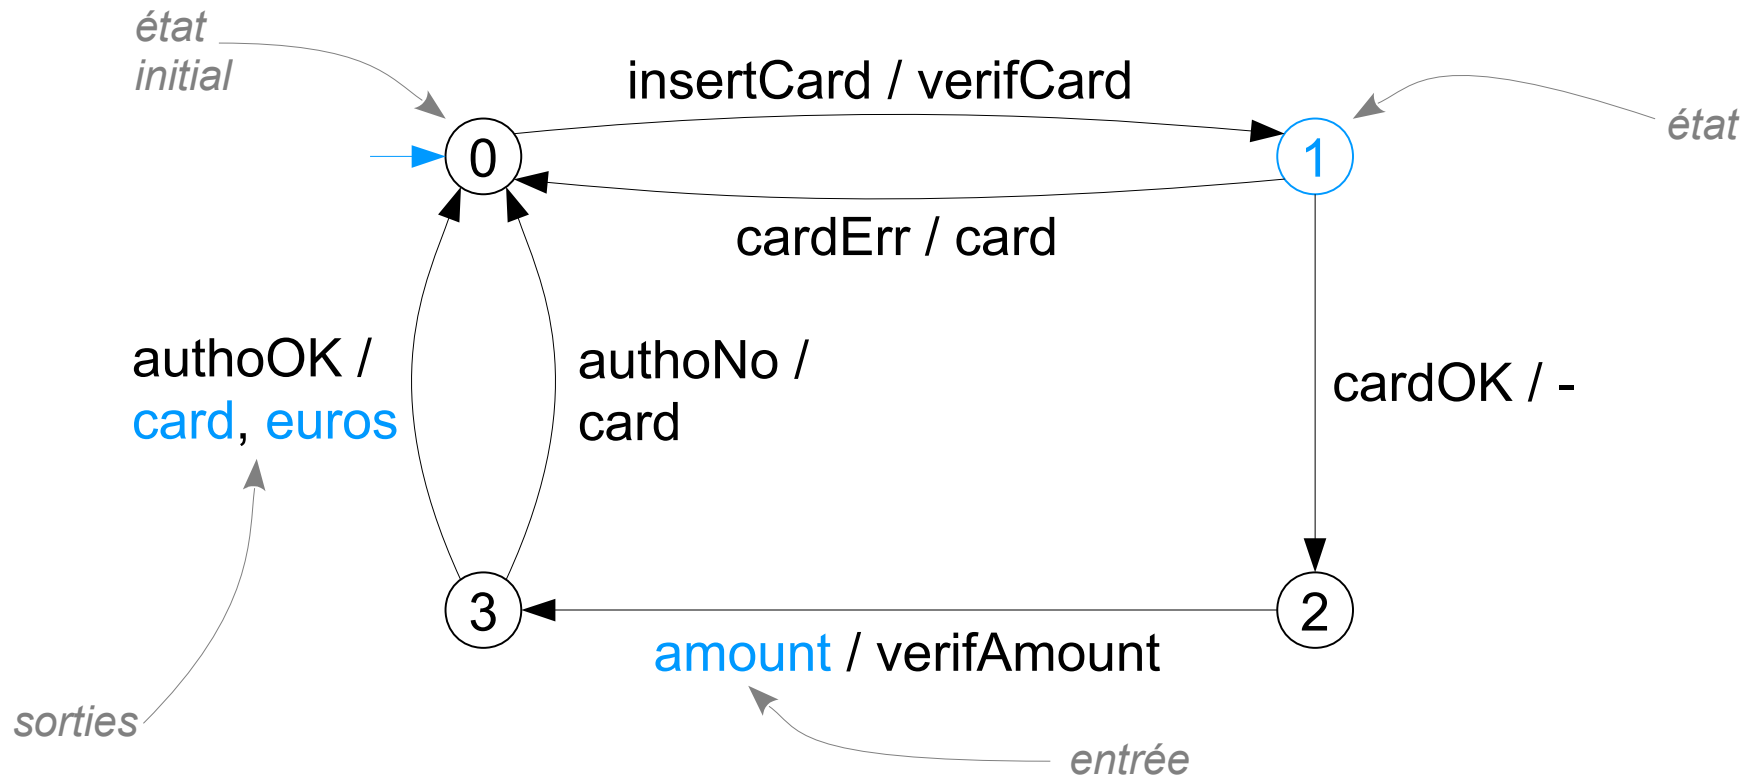 état
initial
insertCard / verifCard
état
0
1
cardErr / card
authoOK /
card, euros
authoNo /
card
cardOK / -
3
2
amount / verifAmount
sorties
entrée